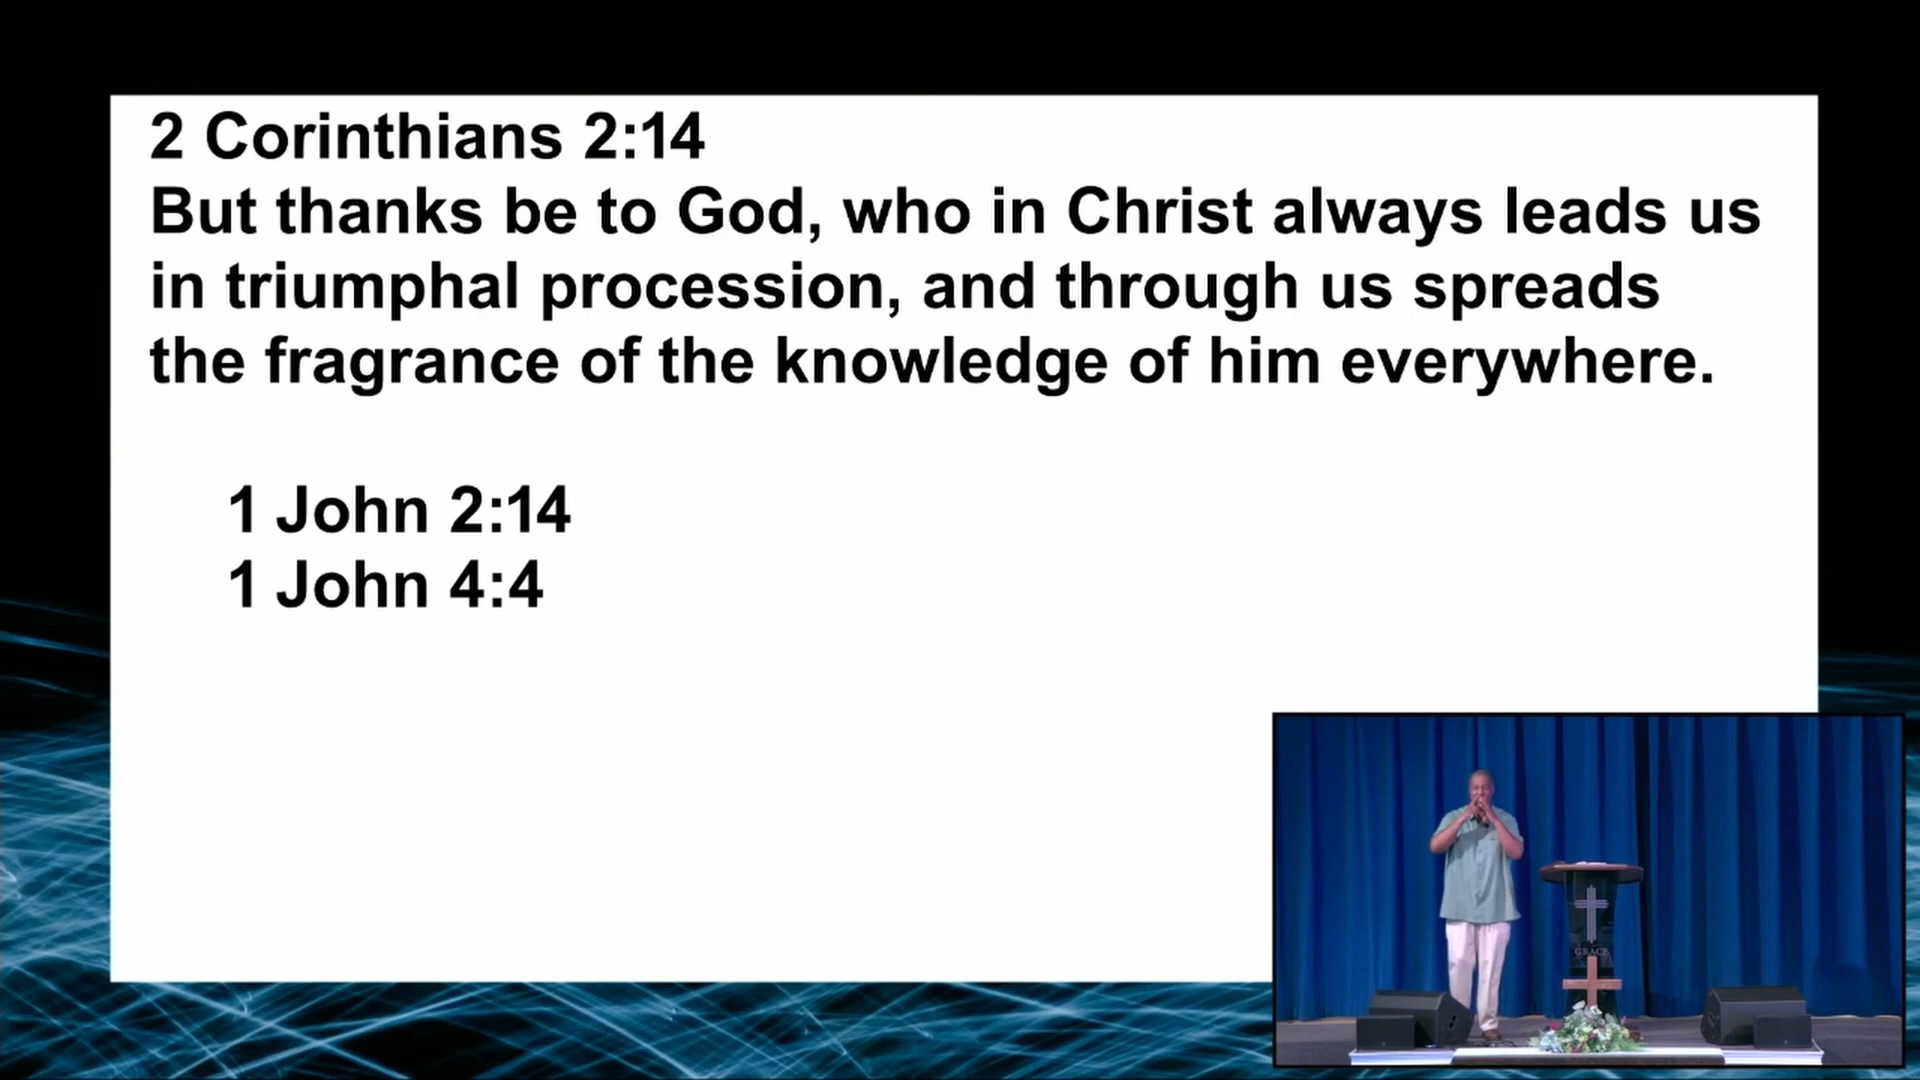 2 Corinthians 2:14
But thanks be to God, who in Christ always leads us
in triumphal procession, and through us spreads
the fragrance of the knowledge of him everywhere.
1 John 2:14
1 John 4:4
GRACE